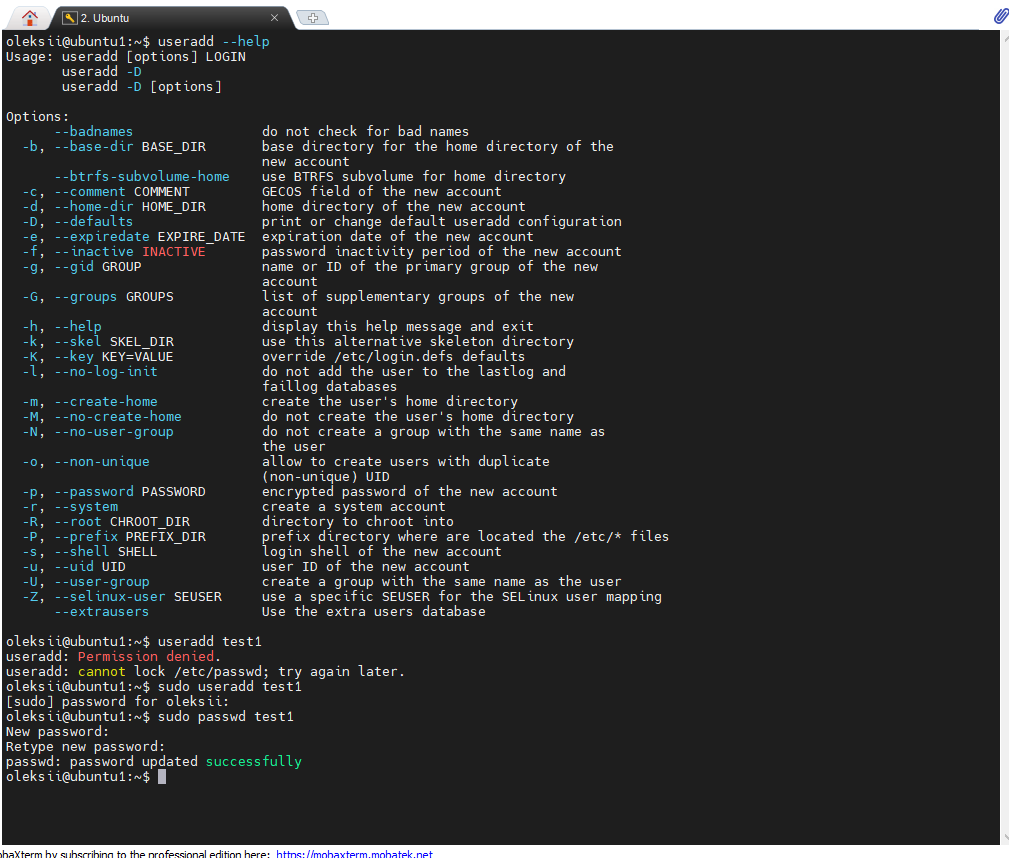 2. Ubuntu
oleksii@ubuntu1:~$ useradd --help
Usage: useradd [options] LOGIN
       useradd -D
       useradd -D [options]

Options:
      --badnames                do not check for bad names
  -b, --base-dir BASE_DIR       base directory for the home directory of the
                                new account
      --btrfs-subvolume-home    use BTRFS subvolume for home directory
  -c, --comment COMMENT         GECOS field of the new account
  -d, --home-dir HOME_DIR       home directory of the new account
  -D, --defaults                print or change default useradd configuration
  -e, --expiredate EXPIRE_DATE  expiration date of the new account
  -f, --inactive INACTIVE       password inactivity period of the new account
  -g, --gid GROUP               name or ID of the primary group of the new
                                account
  -G, --groups GROUPS           list of supplementary groups of the new
                                account
  -h, --help                    display this help message and exit
  -k, --skel SKEL_DIR           use this alternative skeleton directory
  -K, --key KEY=VALUE           override /etc/login.defs defaults
  -l, --no-log-init             do not add the user to the lastlog and
                                faillog databases
  -m, --create-home             create the user's home directory
  -M, --no-create-home          do not create the user's home directory
  -N, --no-user-group           do not create a group with the same name as
                                the user
  -o, --non-unique              allow to create users with duplicate
                                (non-unique) UID
  -p, --password PASSWORD       encrypted password of the new account
  -r, --system                  create a system account
  -R, --root CHROOT_DIR         directory to chroot into
  -P, --prefix PREFIX_DIR       prefix directory where are located the /etc/* files
  -s, --shell SHELL             login shell of the new account
  -u, --uid UID                 user ID of the new account
  -U, --user-group              create a group with the same name as the user
  -Z, --selinux-user SEUSER     use a specific SEUSER for the SELinux user mapping
      --extrausers              Use the extra users database

oleksii@ubuntu1:~$ useradd test1
useradd: Permission denied.
useradd: cannot lock /etc/passwd; try again later.
oleksii@ubuntu1:~$ sudo useradd test1
[sudo] password for oleksii:
oleksii@ubuntu1:~$ sudo passwd test1
New password:
Retype new password:
passwd: password updated successfully
oleksii@ubuntu1:~$
obaXterm by subscribing to the professional edition here: https://mobaxterm.mobatek.net